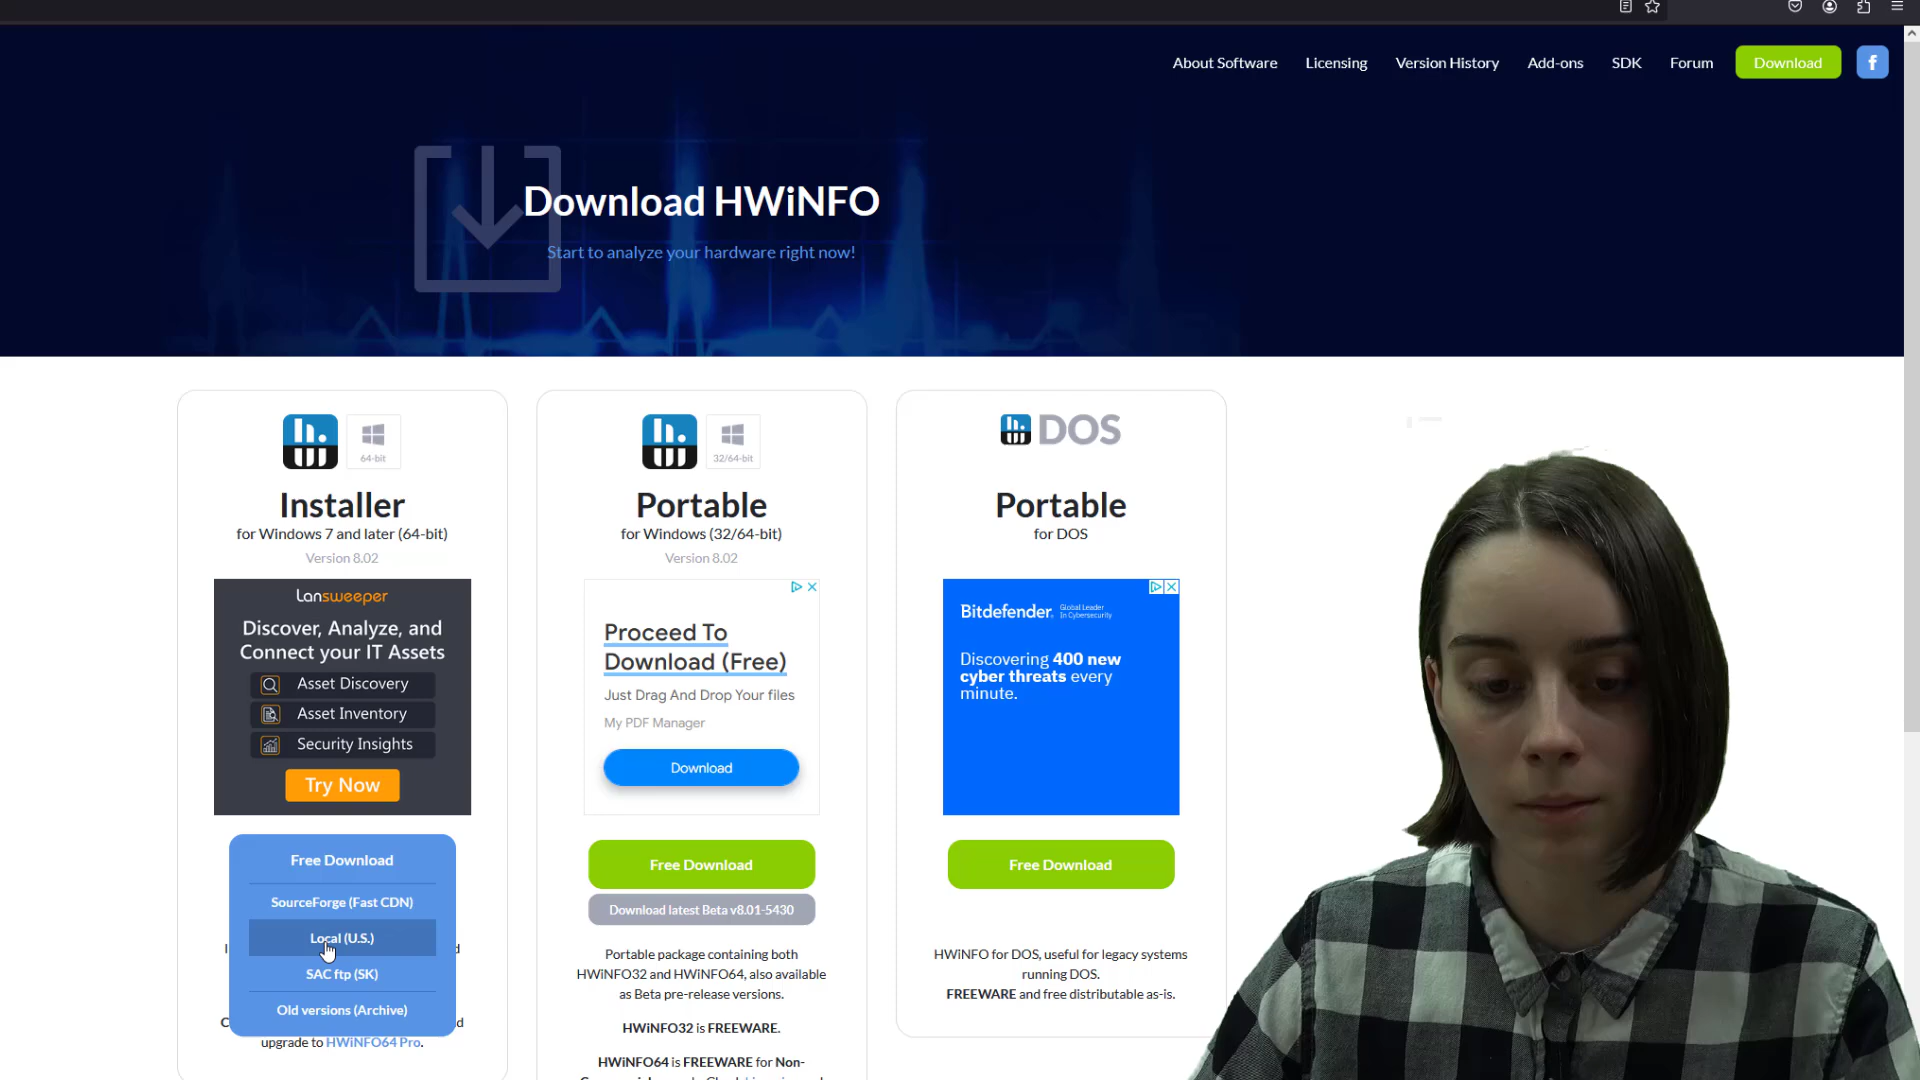 About Software
Licensing
Version History
Add-ons
SDK
Forum
Download
f
Download HWiNFO
Start to analyze your hardware right now!
64-bit
Installer
for Windows 7 and later (64-bit)
Version 8.02
Lansweeper
Discover, Analyze, and
Connect your IT Assets
Asset Discovery
Asset Inventory
Security Insights
Try Now
Free Download
SourceForge (Fast CDN)
Local (U.S.)
SAC ftp (SK)
Old versions (Archive)
upgrade to HWiNFO64 Pro.
32/64-bit
Portable
for Windows (32/64-bit)
Version 8.02
Proceed To
Download (Free)
Just Drag And Drop Your files
My PDF Manager
Download
Free Download
Download latest Beta v8.01-5430
Portable package containing both
HWiNFO32 and HWiNFO64, also available
as Beta pre-release versions.
HWiNFO32 is FREEWARE.
HWiNFO64 is FREEWARE for Non-
DOS
Portable
for DOS
Bitdefender
Global Leader
In Cybersecurity
Discovering 400 new
cyber threats every
minute.
Free Download
HWiNFO for DOS, useful for legacy systems
running DOS.
FREEWARE and free distributable as-is.